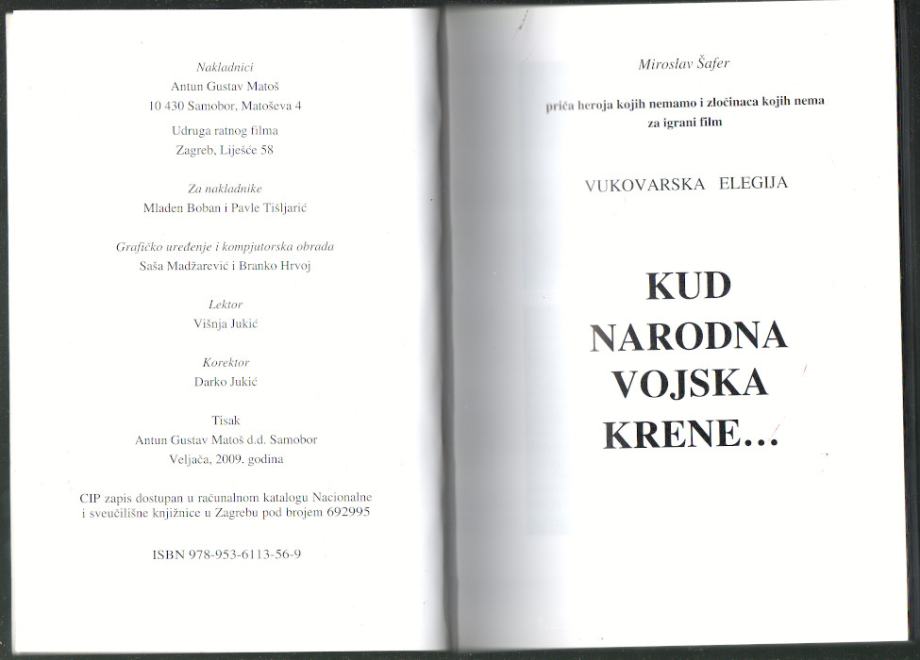 Nakladnici
Antun Gustav Matoš
10 430 Samobor, Matoševa 4
Udruga ratnog filma
Zagreb, Liješće 58
Za nakladnike
Mladen Boban i Pavle Tišljarić
Grafičko uređenje i kompjutorska obrada
Saša Madžarević i Branko Hrvoj
Lektor
Višnja Jukić
Korektor
Darko Jukić
Tisak
Antun Gustav Matoš d.d. Samobor
Veljača, 2009. godina
CIP zapis dostupan u računalnom katalogu Nacionalne
i sveučilišne knjižnice u Zagrebu pod brojem 692995
ISBN 978-953-6113-56-9
Miroslav Šafer
priča heroja kojih nemamo i zločinaca kojih nema
za igrani film
VUKOVARSKA ELEGIJA
KUD
NARODNA
VOJSKA
KRENE...